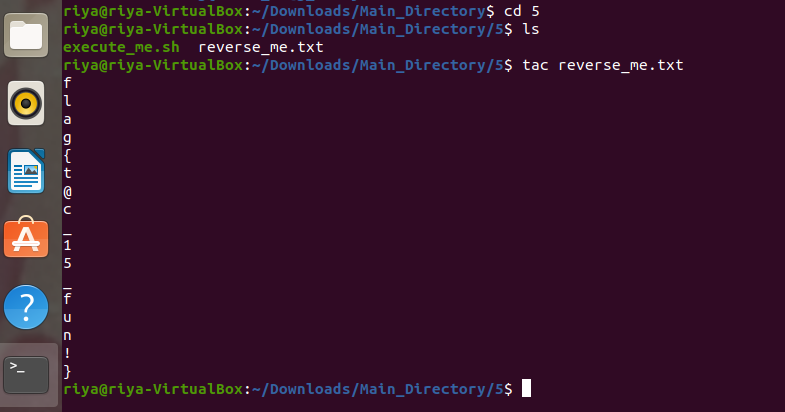 riya@riya-VirtualBox:~/Downloads/Main_Directory$ cd 5
riya@riya-VirtualBox:~/Downloads/Main_Directory/5$ ls
execute_me.sh  reverse_me.txt
riya@riya-VirtualBox:~/Downloads/Main_Directory/5$ tac reverse_me.txt
f
l
a
g
{
t
@
c
_
1
5
_
f
u
n
!
}
riya@riya-VirtualBox:~/Downloads/Main_Directory/5$